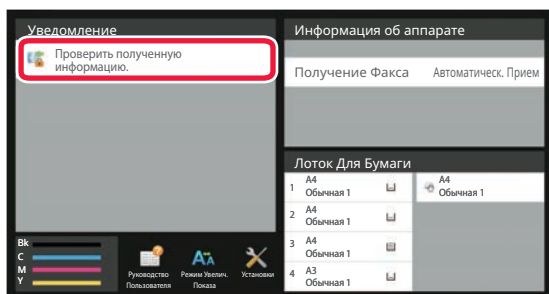 Уведомление
Проверить полученную
информацию.
Информация об аппарате
Получение Факса Автоматическ. Прием
Лоток Для Бумаги
1 A4
Обычная 1
2 A4
Обычная 1
3 A4
Обычная 1
4 A3
Обычная 1
A4
Обычная 1
Bk
C
M
Y
Руководство
Пользователя
Режим Увелич.
Показа
Установки